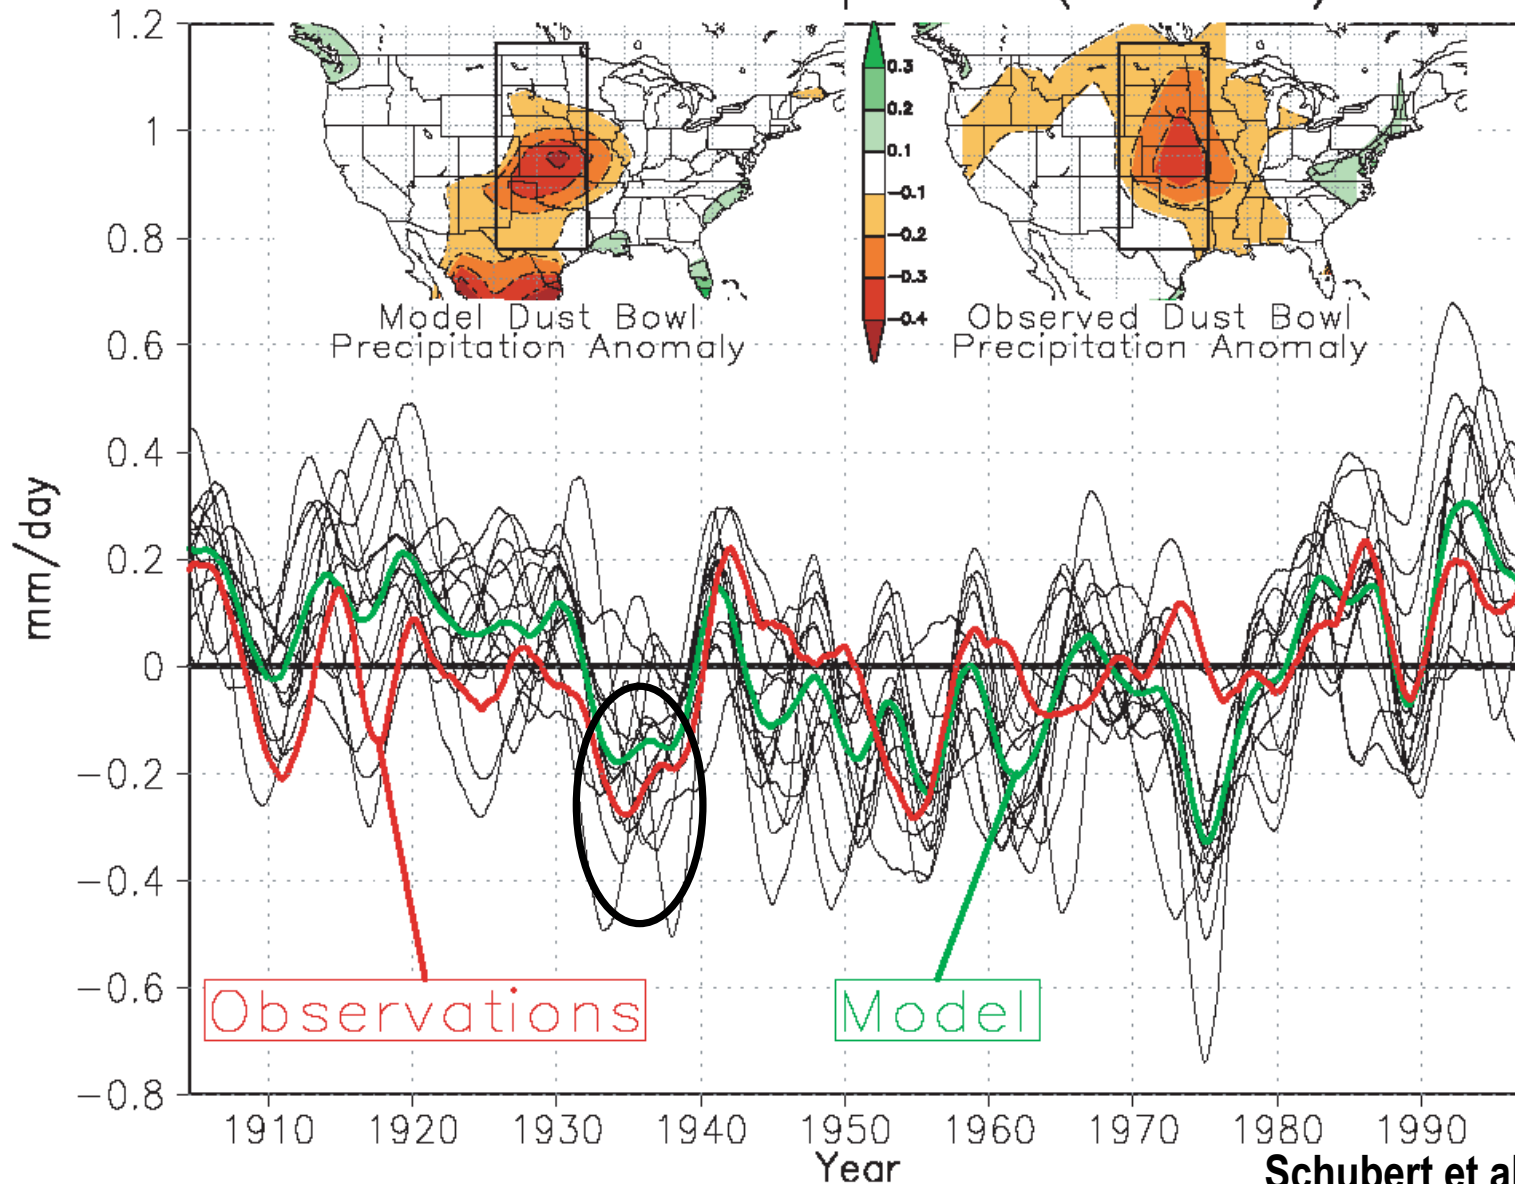 1.2
1
0.8
0.6
0.4
0.2
0
−0.2
−0.4
−0.6
−0.8
mm/day
0.3
0.2
0.1
−0.1
−0.2
−0.3
−0.4
Model Dust Bowl
Precipitation Anomaly
Observed Dust Bowl
Precipitation Anomaly
Observations
Model
1910 1920 1930 1940 1950 1960 1970 1980 1990
Year
Schubert et al